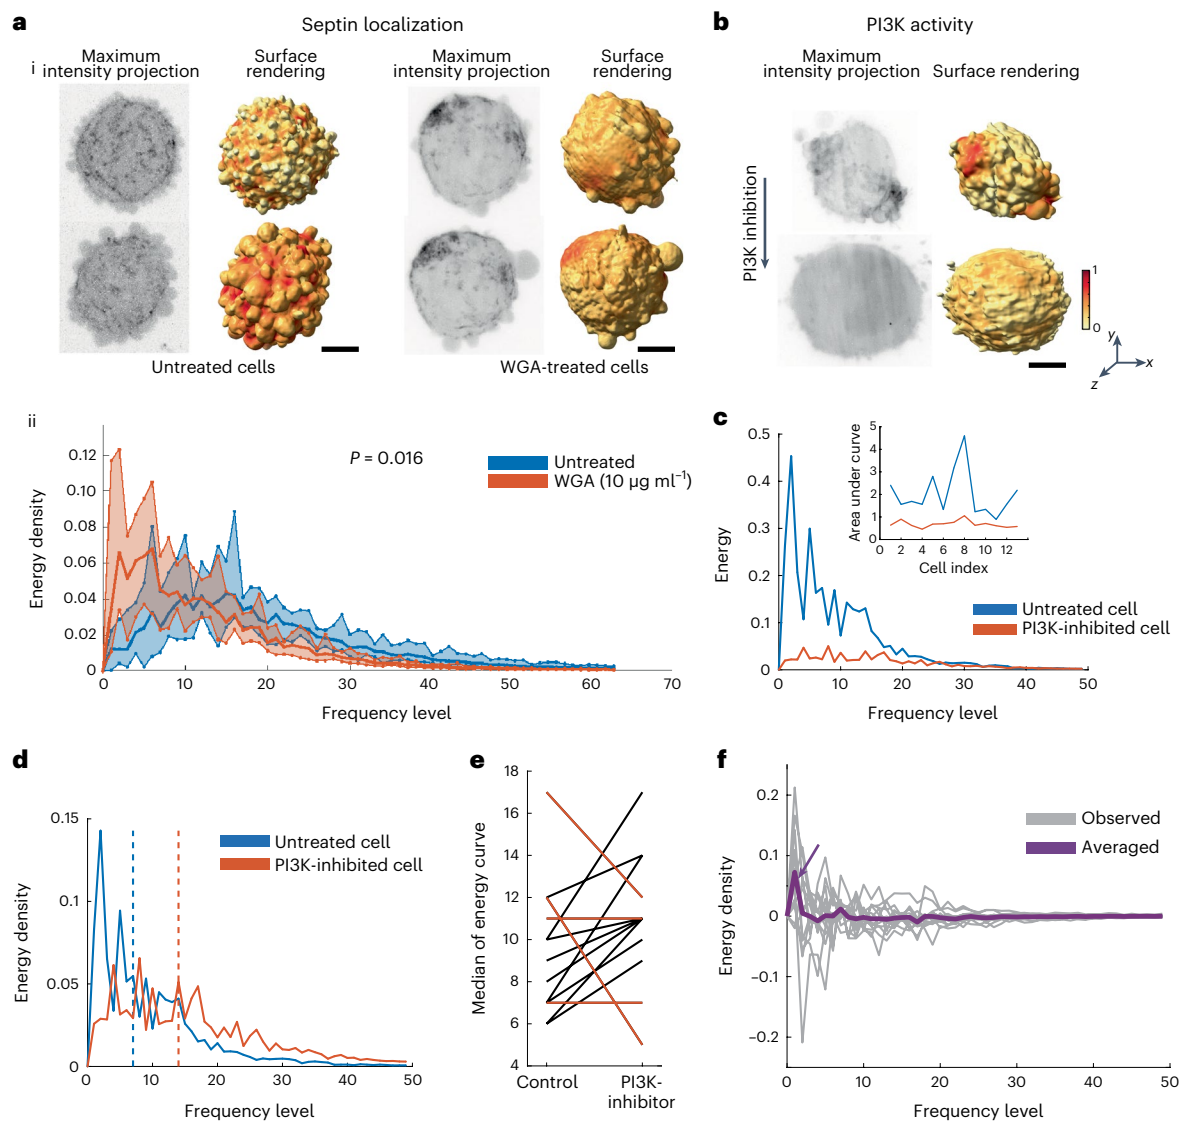 a
Septin localization
i
Maximum
intensity projection
Surface
rendering
Maximum
intensity projection
Surface
rendering
Untreated cells
WGA-treated cells
b
PI3K activity
Maximum
intensity projection
Surface rendering
PI3K inhibition
1
0
y
x
z
ii
P = 0.016
Untreated
WGA (10 µg ml⁻¹)
Energy density
0.12
0.10
0.08
0.06
0.04
0.02
0
0 10 20 30 40 50 60 70
Frequency level
c
Energy
0.5
0.4
0.3
0.2
0.1
0
0 10 20 30 40 50
Frequency level
Area under curve
5
4
3
2
1
0
0 2 4 6 8 10 12
Cell index
Untreated cell
PI3K-inhibited cell
d
Energy density
0.15
0.1
0.05
0
0 10 20 30 40 50
Frequency level
Untreated cell
PI3K-inhibited cell
e
Median of energy curve
18
16
14
12
10
8
6
4
Control
PI3K-
inhibitor
f
Energy density
0.2
0.1
0
−0.1
−0.2
0 10 20 30 40 50
Frequency level
Observed
Averaged